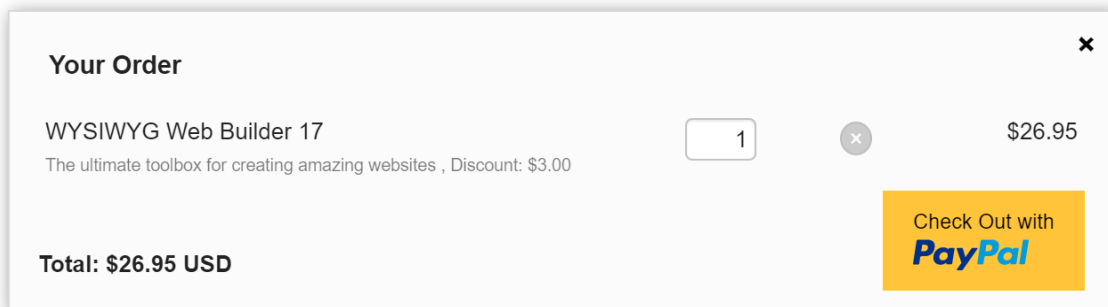 Your Order
WYSIWYG Web Builder 17
1
$26.95
The ultimate toolbox for creating amazing websites , Discount: $3.00
Check Out with
PayPal
Total: $26.95 USD